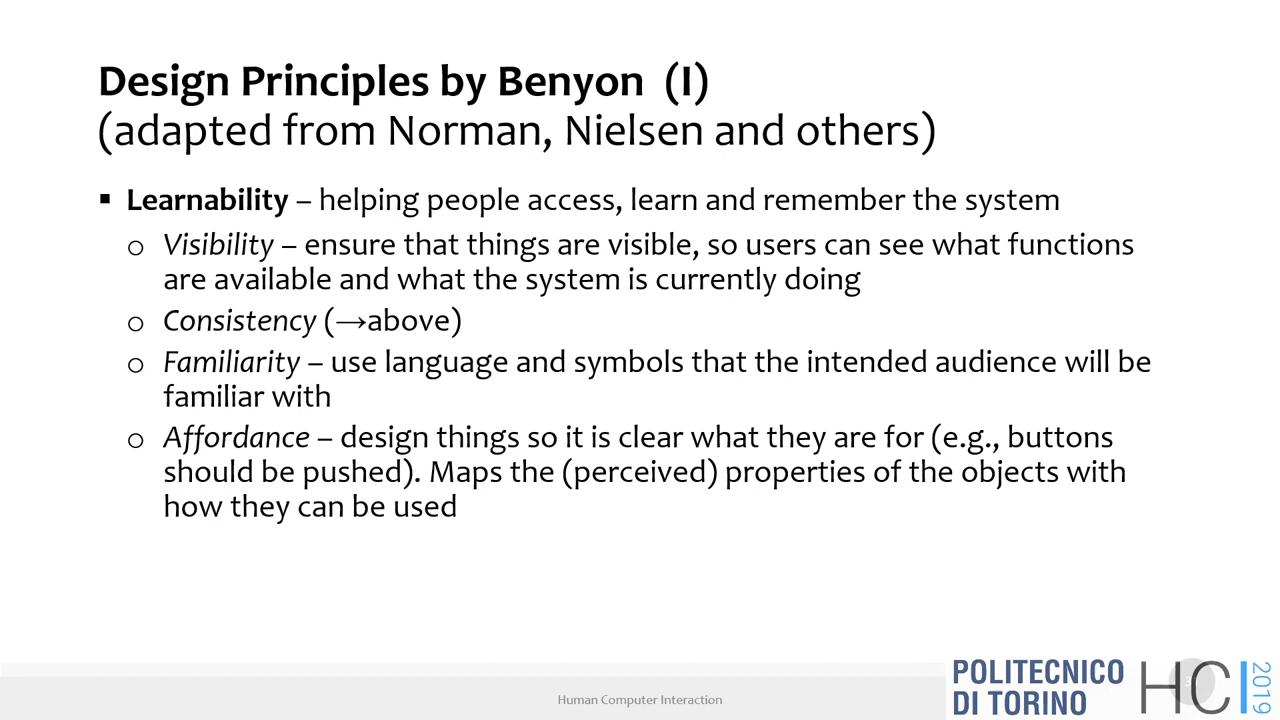 Design Principles by Benyon (I)
(adapted from Norman, Nielsen and others)
▪ Learnability – helping people access, learn and remember the system
o Visibility – ensure that things are visible, so users can see what functions
are available and what the system is currently doing
o Consistency (→above)
o Familiarity – use language and symbols that the intended audience will be
familiar with
o Affordance – design things so it is clear what they are for (e.g., buttons
should be pushed). Maps the (perceived) properties of the objects with
how they can be used
Human Computer Interaction
POLITECNICO
DI TORINO
HCI
2019